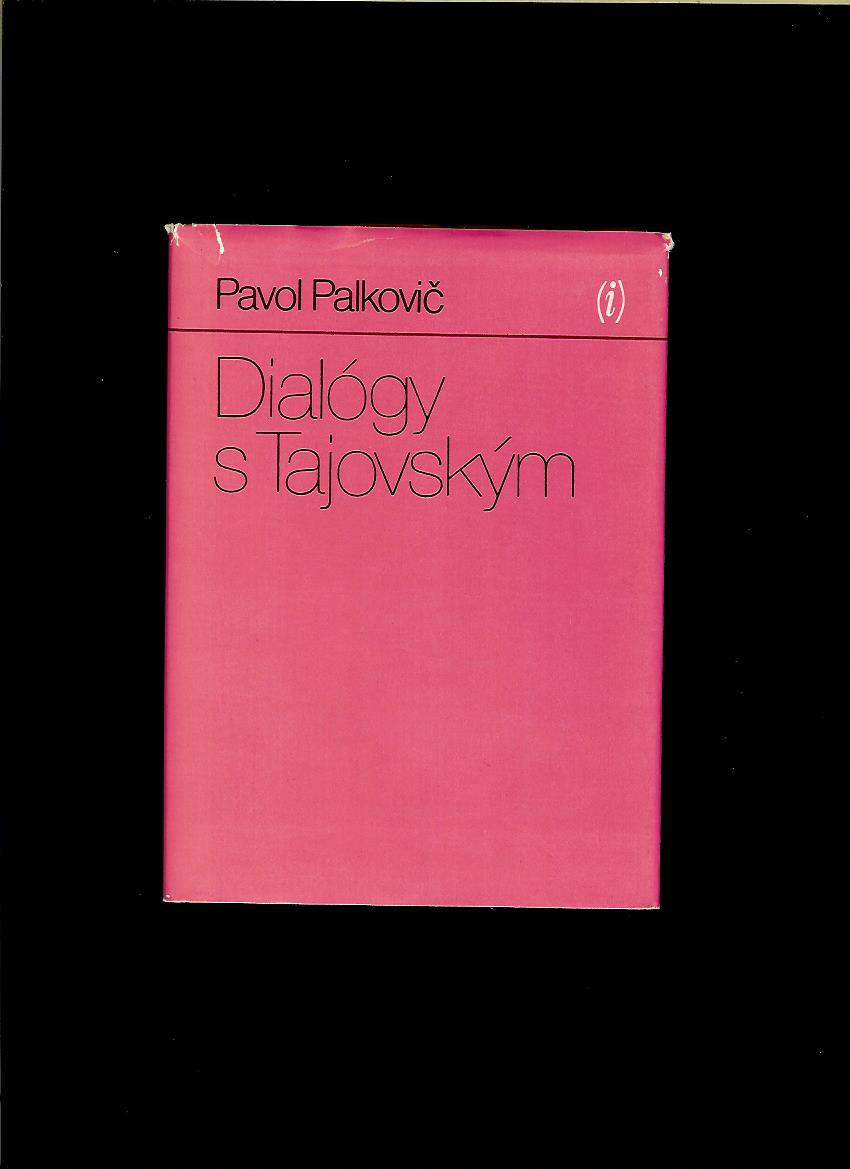 Pavol Palkovič
(i)
Dialógy
s Tajovským